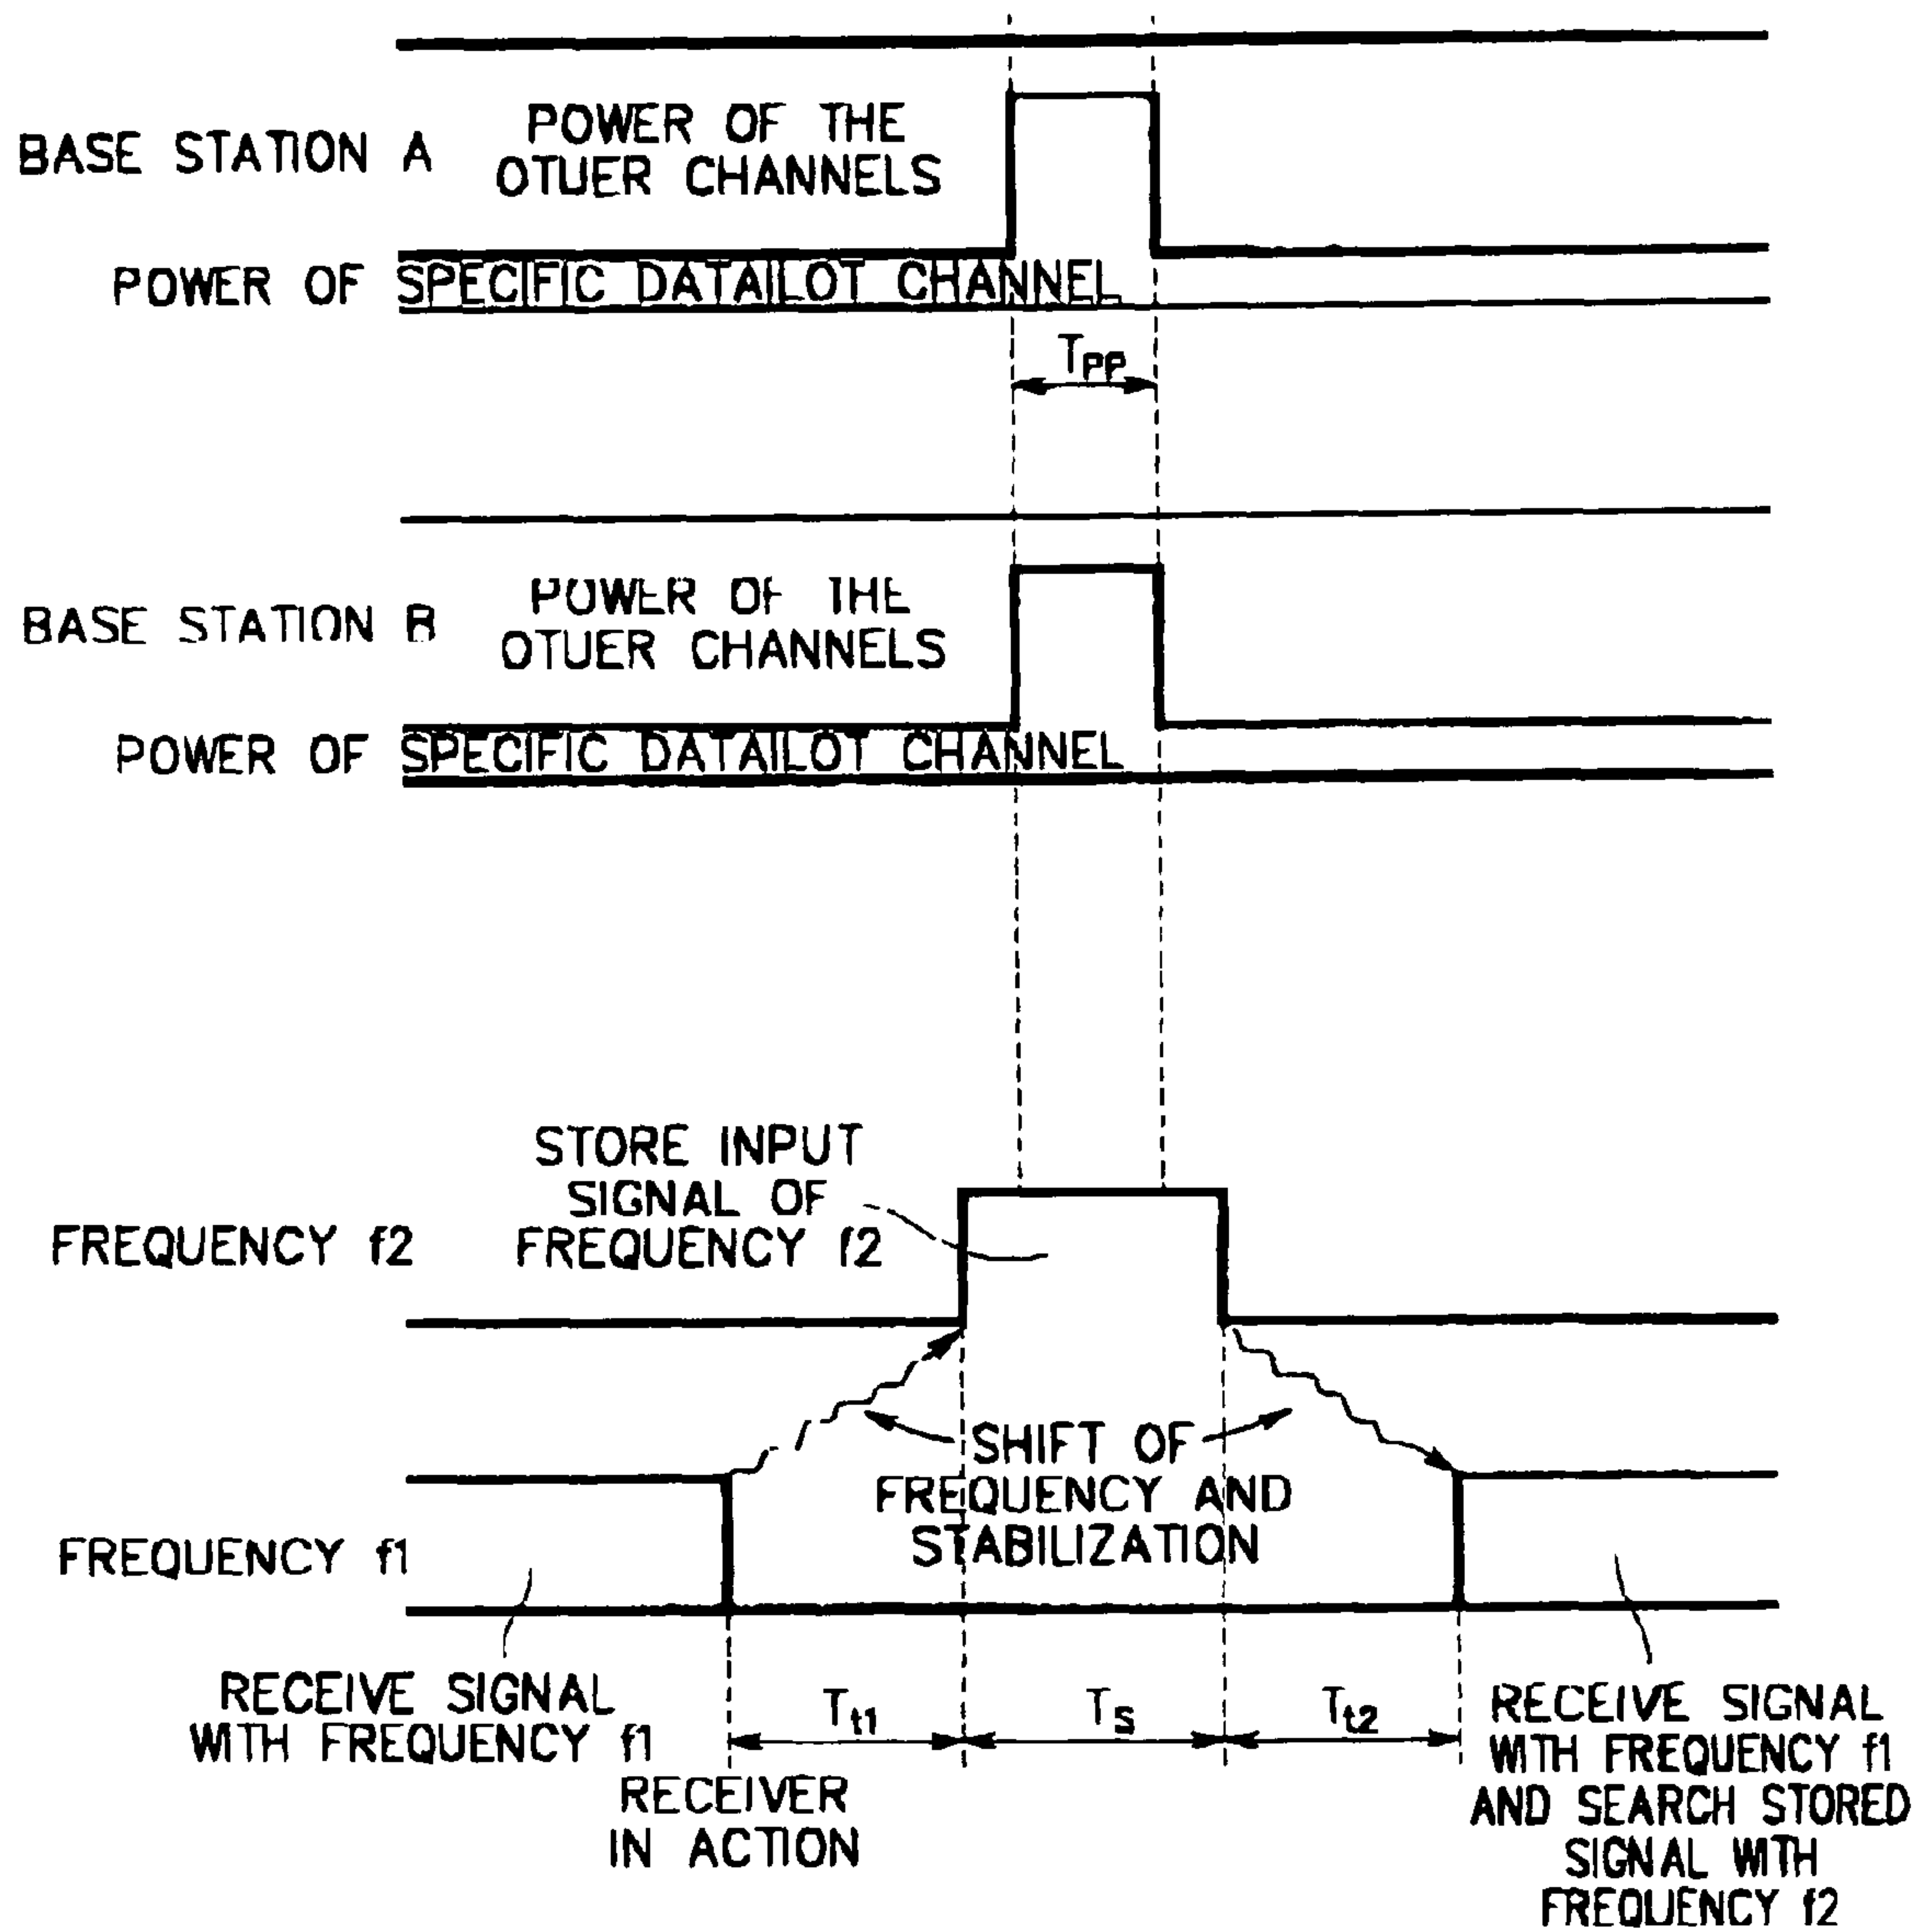 BASE STATION A
POWER OF THE
OTUER CHANNELS
POWER OF SPECIFIC DATAILOT CHANNEL
TPP
BASE STATION B
POWER OF THE
OTUER CHANNELS
POWER OF SPECIFIC DATAILOT CHANNEL
STORE INPUT
SIGNAL OF
FREQUENCY f2
FREQUENCY f2
SHIFT OF
FREQUENCY AND
STABILIZATION
FREQUENCY f1
RECEIVE SIGNAL
WITH FREQUENCY f1
RECEIVER
IN ACTION
Tt1
TS
Tt2
RECEIVE SIGNAL
WITH FREQUENCY f1
AND SEARCH STORED
SIGNAL WITH
FREQUENCY f2